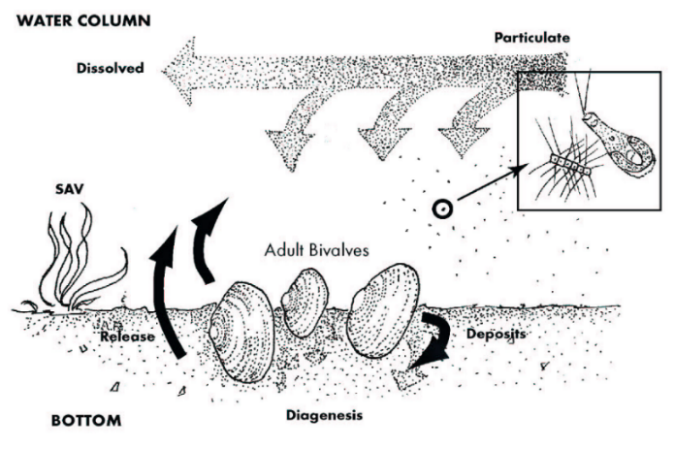 WATER COLUMN
Particulate
Dissolved
SAV
Adult Bivalves
Release
Deposits
Diagenesis
BOTTOM